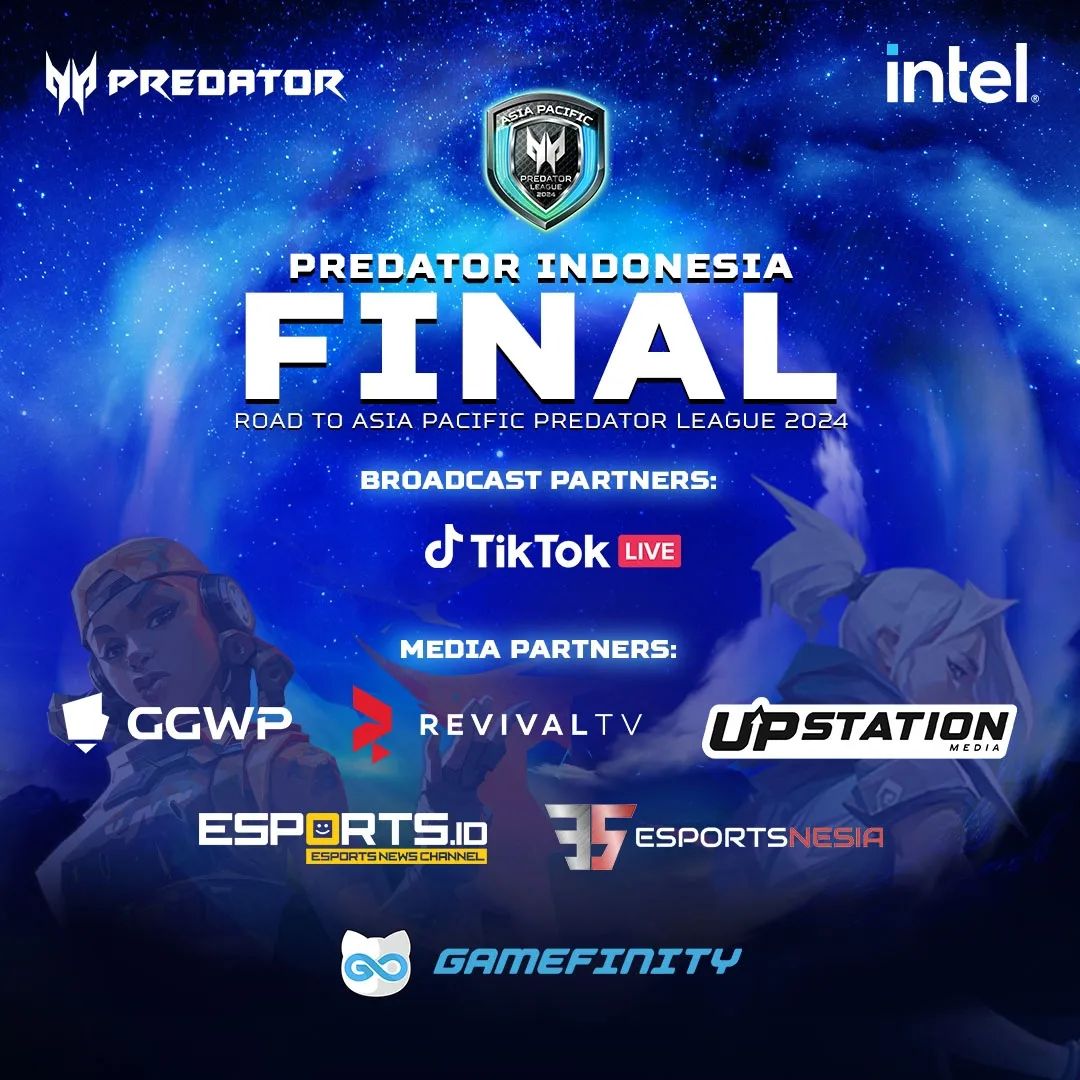 PREDATOR
intel.
ASIA PACIFIC
PREDATOR
LEAGUE
2024
PREDATOR INDONESIA
FINAL
ROAD TO ASIA PACIFIC PREDATOR LEAGUE 2024
BROADCAST PARTNERS:
TikTok LIVE
MEDIA PARTNERS:
GGWP
REVIVALTV
UPSTATION
MEDIA
ESPORTS.ID
ESPORTS NEWS CHANNEL
ESPORTSNESIA
GAMEFINITY